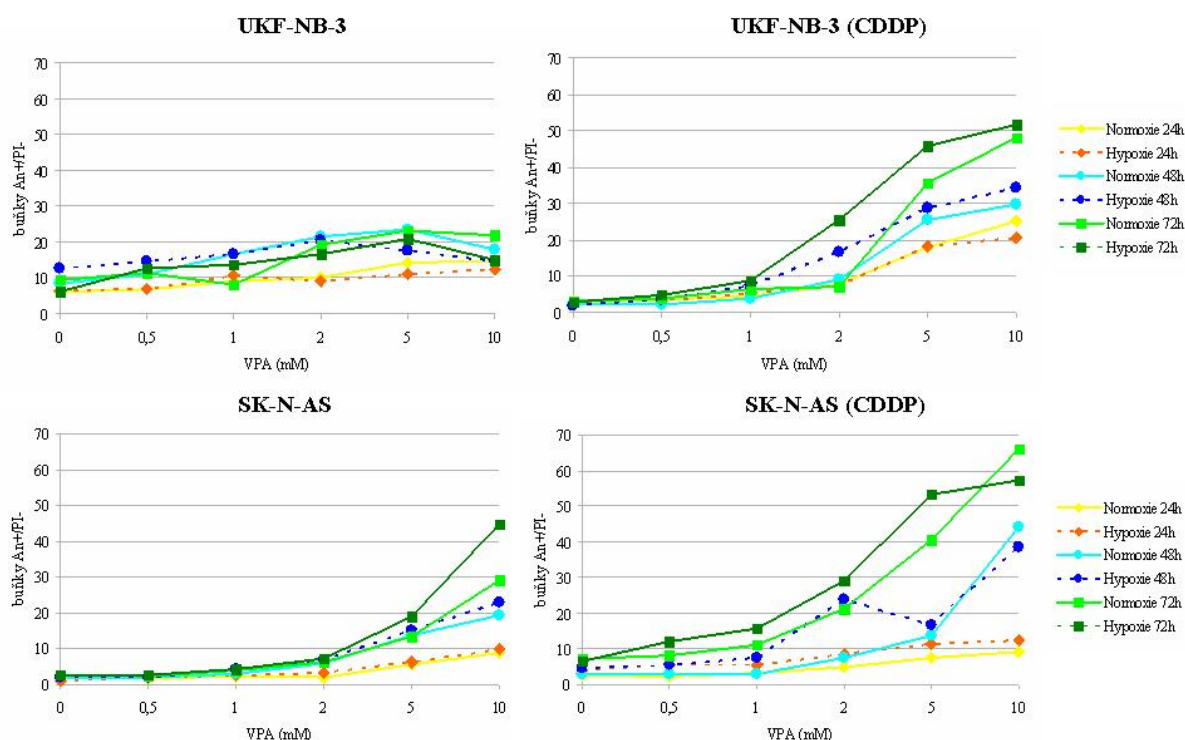 UKF-NB-3
buňky An+/PI-
70
60
50
40
30
20
10
0
0 0,5 1 2 5 10
VPA (mM)
UKF-NB-3 (CDDP)
buňky An+/PI-
70
60
50
40
30
20
10
0
0 0,5 1 2 5 10
VPA (mM)
Normoxie 24h
Hypoxie 24h
Normoxie 48h
Hypoxie 48h
Normoxie 72h
Hypoxie 72h
SK-N-AS
buňky An+/PI-
70
60
50
40
30
20
10
0
0 0,5 1 2 5 10
VPA (mM)
SK-N-AS (CDDP)
buňky An+/PI-
70
60
50
40
30
20
10
0
0 0,5 1 2 5 10
VPA (mM)
Normoxie 24h
Hypoxie 24h
Normoxie 48h
Hypoxie 48h
Normoxie 72h
Hypoxie 72h